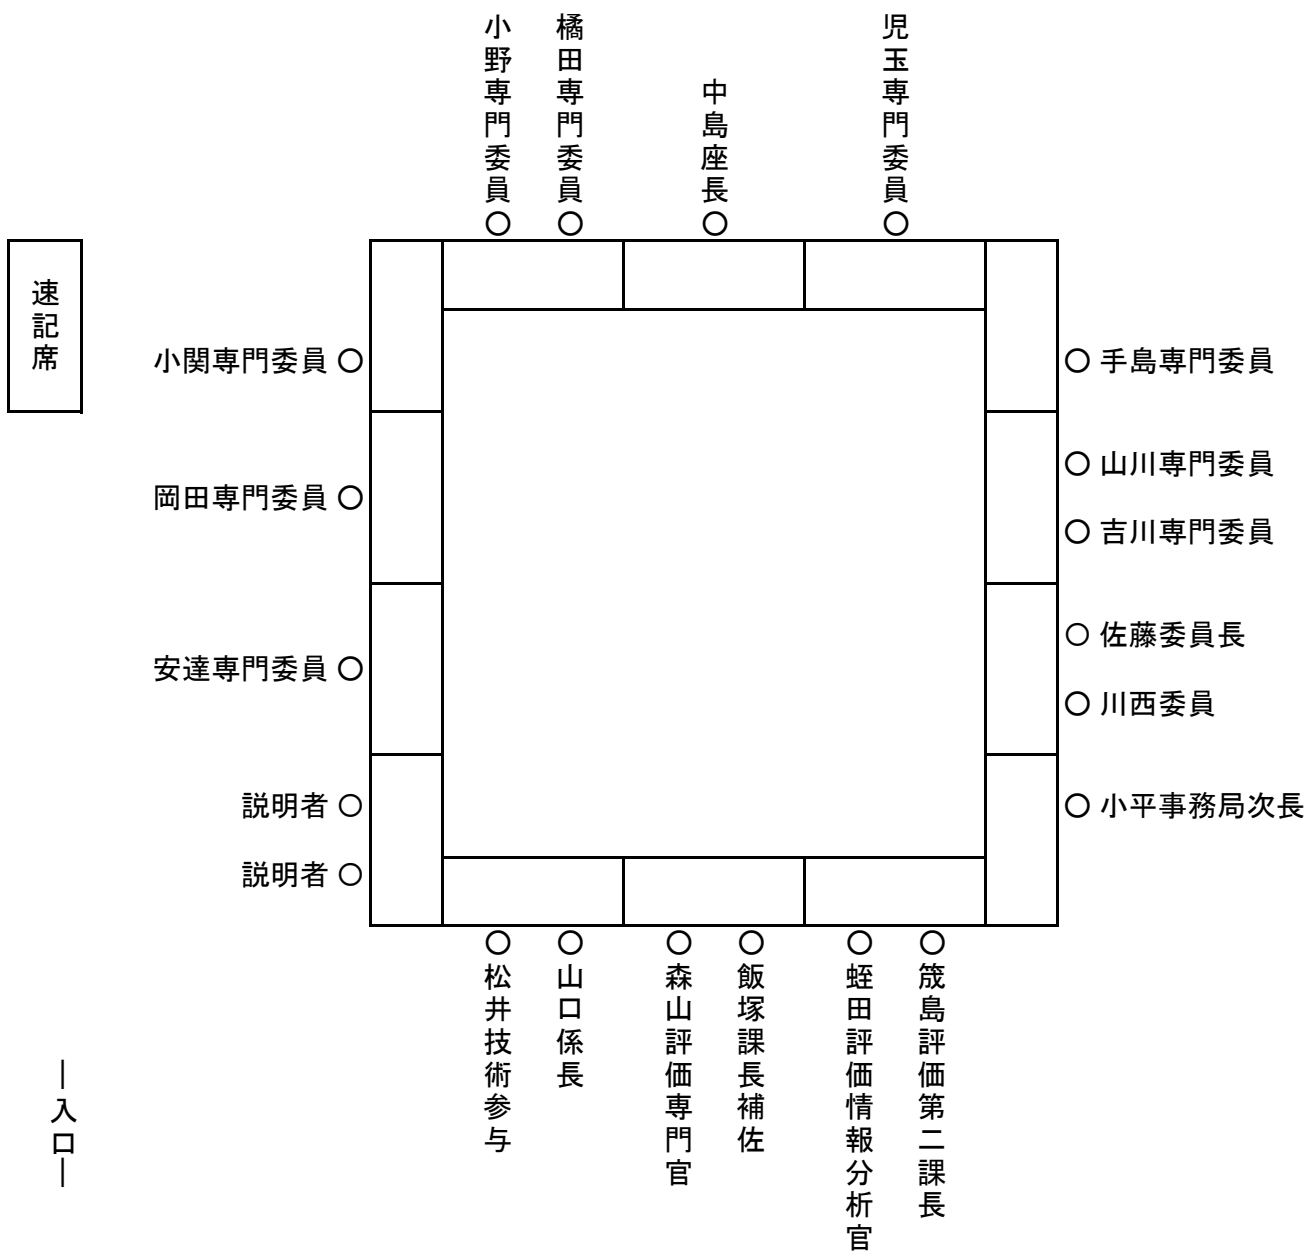 小野専門委員○
橘田専門委員○
中島座長○
児玉専門委員○
速記席
小関専門委員○
岡田専門委員○
安達専門委員○
説明者○
説明者○
○手島専門委員
○山川専門委員
○吉川専門委員
○佐藤委員長
○川西委員
○小平事務局次長
○松井技術参与
○山口係長
○森山評価専門官
○飯塚課長補佐
○蛭田評価情報分析官
○筬島評価第二課長
―入口―